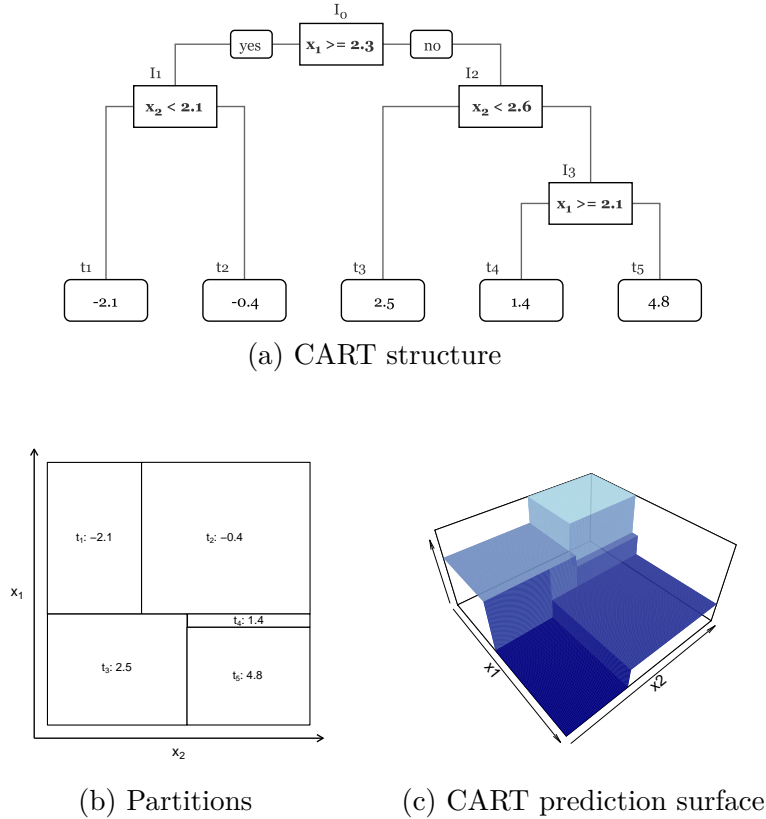 I₀
yes
x₁ >= 2.3
no
I₁
I₂
x₂ < 2.1
x₂ < 2.6
I₃
x₁ >= 2.1
t₁
t₂
t₃
t₄
t₅
-2.1
-0.4
2.5
1.4
4.8
(a) CART structure
t₁: −2.1
t₂: −0.4
x₁
t₄: 1.4
t₃: 2.5
t₅: 4.8
x₂
x1
x2
(b) Partitions
(c) CART prediction surface